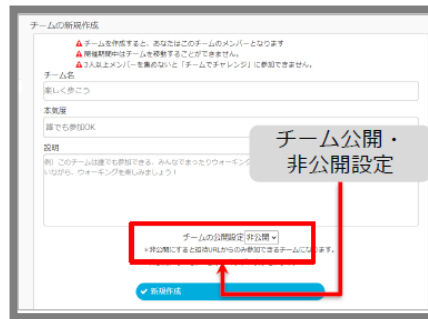 チームの新規作成
チームを作成すると、あなたはこのチームのメンバーとなります
開催期間中はチームを移動することができません。
3人以上メンバーを集めないと「チームでチャレンジ」に参加できません。
チーム名
楽しく歩こう
本気度
誰でも参加OK
説明
例）このチームは誰でも参加できる、みんなでまったりウォーキング
いながら、ウォーキングを楽しみましょう！
チーム公開・
非公開設定
チームの公開設定 非公開
※非公開にすると招待URLからのみ参加できるチームになります。
新規作成